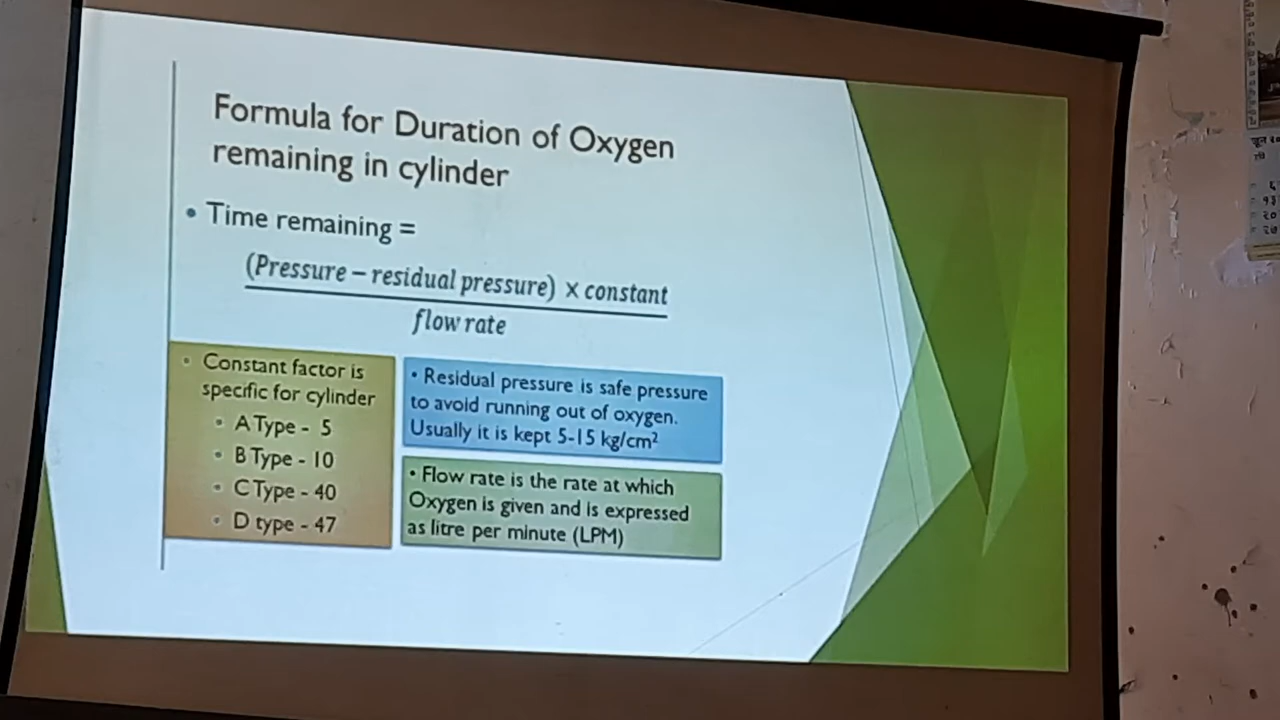 Formula for Duration of Oxygen
remaining in cylinder
• Time remaining =
(Pressure – residual pressure) x constant
flow rate
• Constant factor is
specific for cylinder
• A Type - 5
• B Type - 10
• C Type - 40
• D type - 47
• Residual pressure is safe pressure
to avoid running out of oxygen.
Usually it is kept 5-15 kg/cm²
• Flow rate is the rate at which
Oxygen is given and is expressed
as litre per minute (LPM)
२०